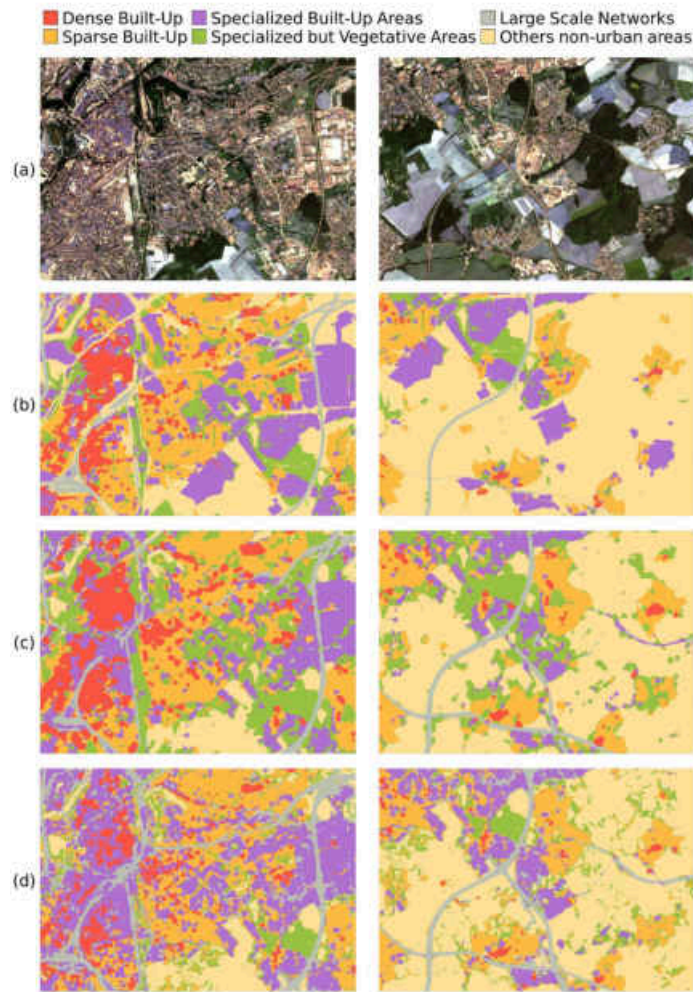 Dense Built-Up Specialized Built-Up Areas Large Scale Networks
Sparse Built-Up Specialized but Vegetative Areas Others non-urban areas
(a)
(b)
(c)
(d)